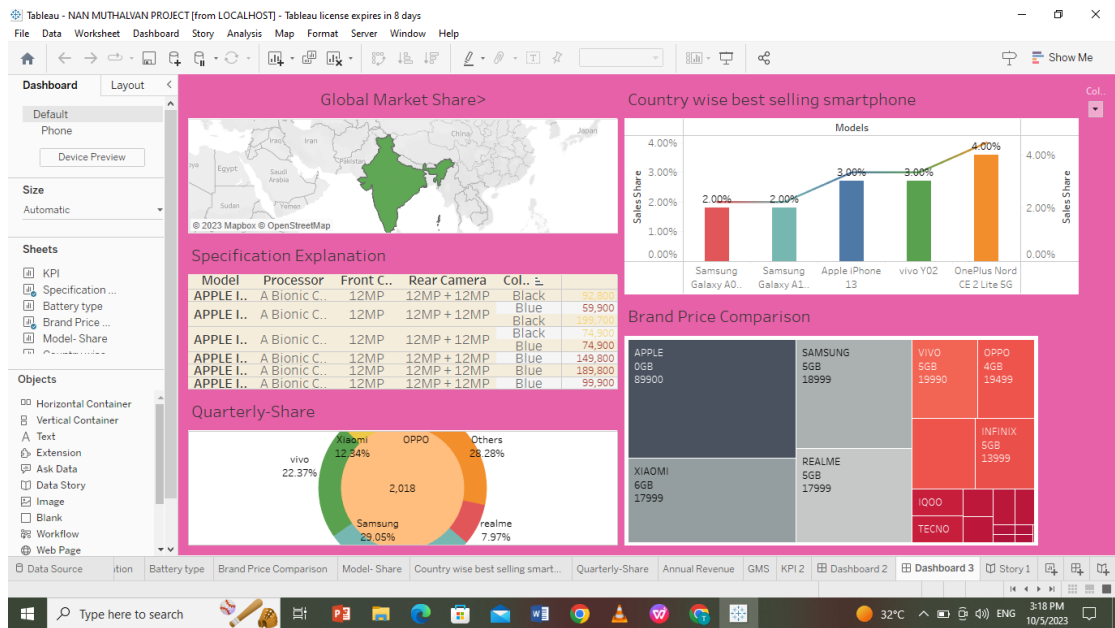 Tableau - NAN MUTHALVAN PROJECT [from LOCALHOST] - Tableau license expires in 8 days
File Data Worksheet Dashboard Story Analysis Map Format Server Window Help
Show Me
Dashboard Layout
Default
Phone
Device Preview
Size
Automatic
Sheets
KPI
Specification ...
Battery type
Brand Price ...
Model- Share
Objects
Horizontal Container
Vertical Container
Text
Extension
Ask Data
Data Story
Image
Blank
Workflow
Web Page
Global Market Share>
Iraq Iran China Japan
Pakistan
Egypt Saudi Arabia
Sudan Yemen
© 2023 Mapbox © OpenStreetMap
Specification Explanation
Model Processor Front C.. Rear Camera Col..
APPLE I.. A Bionic C.. 12MP 12MP + 12MP Black 92,800
APPLE I.. A Bionic C.. 12MP 12MP + 12MP Blue 59,900
Black 199,700
APPLE I.. A Bionic C.. 12MP 12MP + 12MP Black 74,900
Blue 74,900
APPLE I.. A Bionic C.. 12MP 12MP + 12MP Blue 149,800
APPLE I.. A Bionic C.. 12MP 12MP + 12MP Blue 189,800
APPLE I.. A Bionic C.. 12MP 12MP + 12MP Blue 99,900
Quarterly-Share
Xiaomi
12.34%
OPPO
Others
28.28%
vivo
22.37%
2,018
Samsung
29.05%
realme
7.97%
Country wise best selling smartphone
Col..
Models
Sales Share
4.00%
3.00%
2.00%
1.00%
0.00%
2.00% 2.00% 3.00% 3.00% 4.00%
4.00%
2.00%
0.00%
Sales Share
Samsung Galaxy A0..
Samsung Galaxy A1..
Apple iPhone 13
vivo Y02
OnePlus Nord CE 2 Lite 5G
Brand Price Comparison
APPLE
0GB
89900
SAMSUNG
5GB
18999
VIVO
5GB
19990
OPPO
4GB
19499
INFINIX
5GB
13999
XIAOMI
6GB
17999
REALME
5GB
17999
IQOO
TECNO
Data Source Battery type Brand Price Comparison Model- Share Country wise best selling smart... Quarterly-Share Annual Revenue GMS KPI 2 Dashboard 2 Dashboard 3 Story 1
Type here to search
32°C
ENG
3:18 PM
10/5/2023